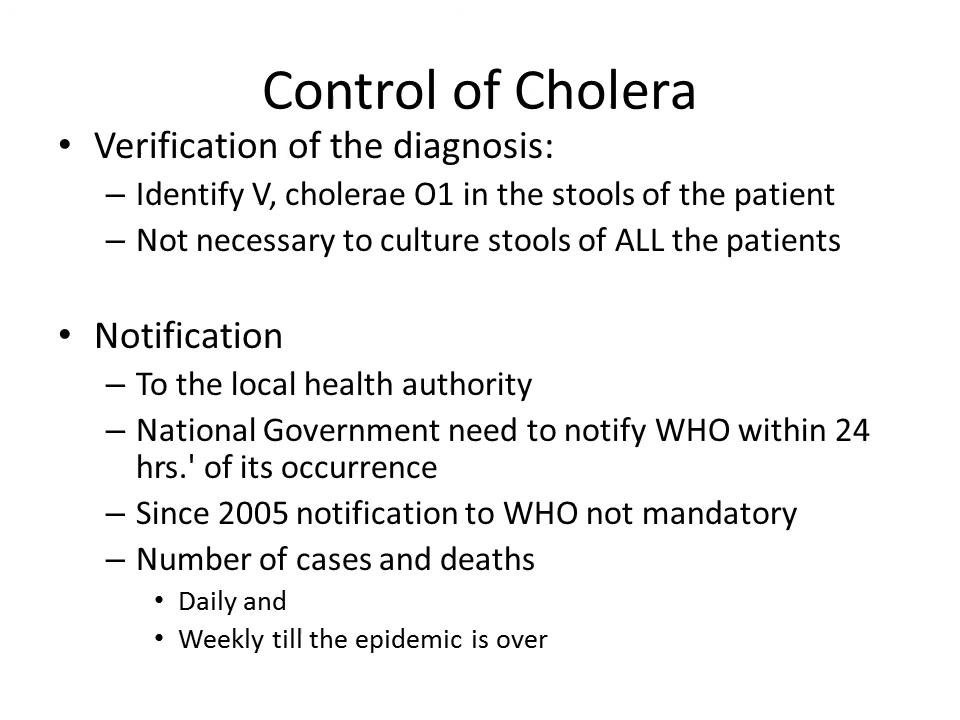 Control of Cholera
• Verification of the diagnosis:
– Identify V, cholerae O1 in the stools of the patient
– Not necessary to culture stools of ALL the patients
• Notification
– To the local health authority
– National Government need to notify WHO within 24
hrs.' of its occurrence
– Since 2005 notification to WHO not mandatory
– Number of cases and deaths
• Daily and
• Weekly till the epidemic is over